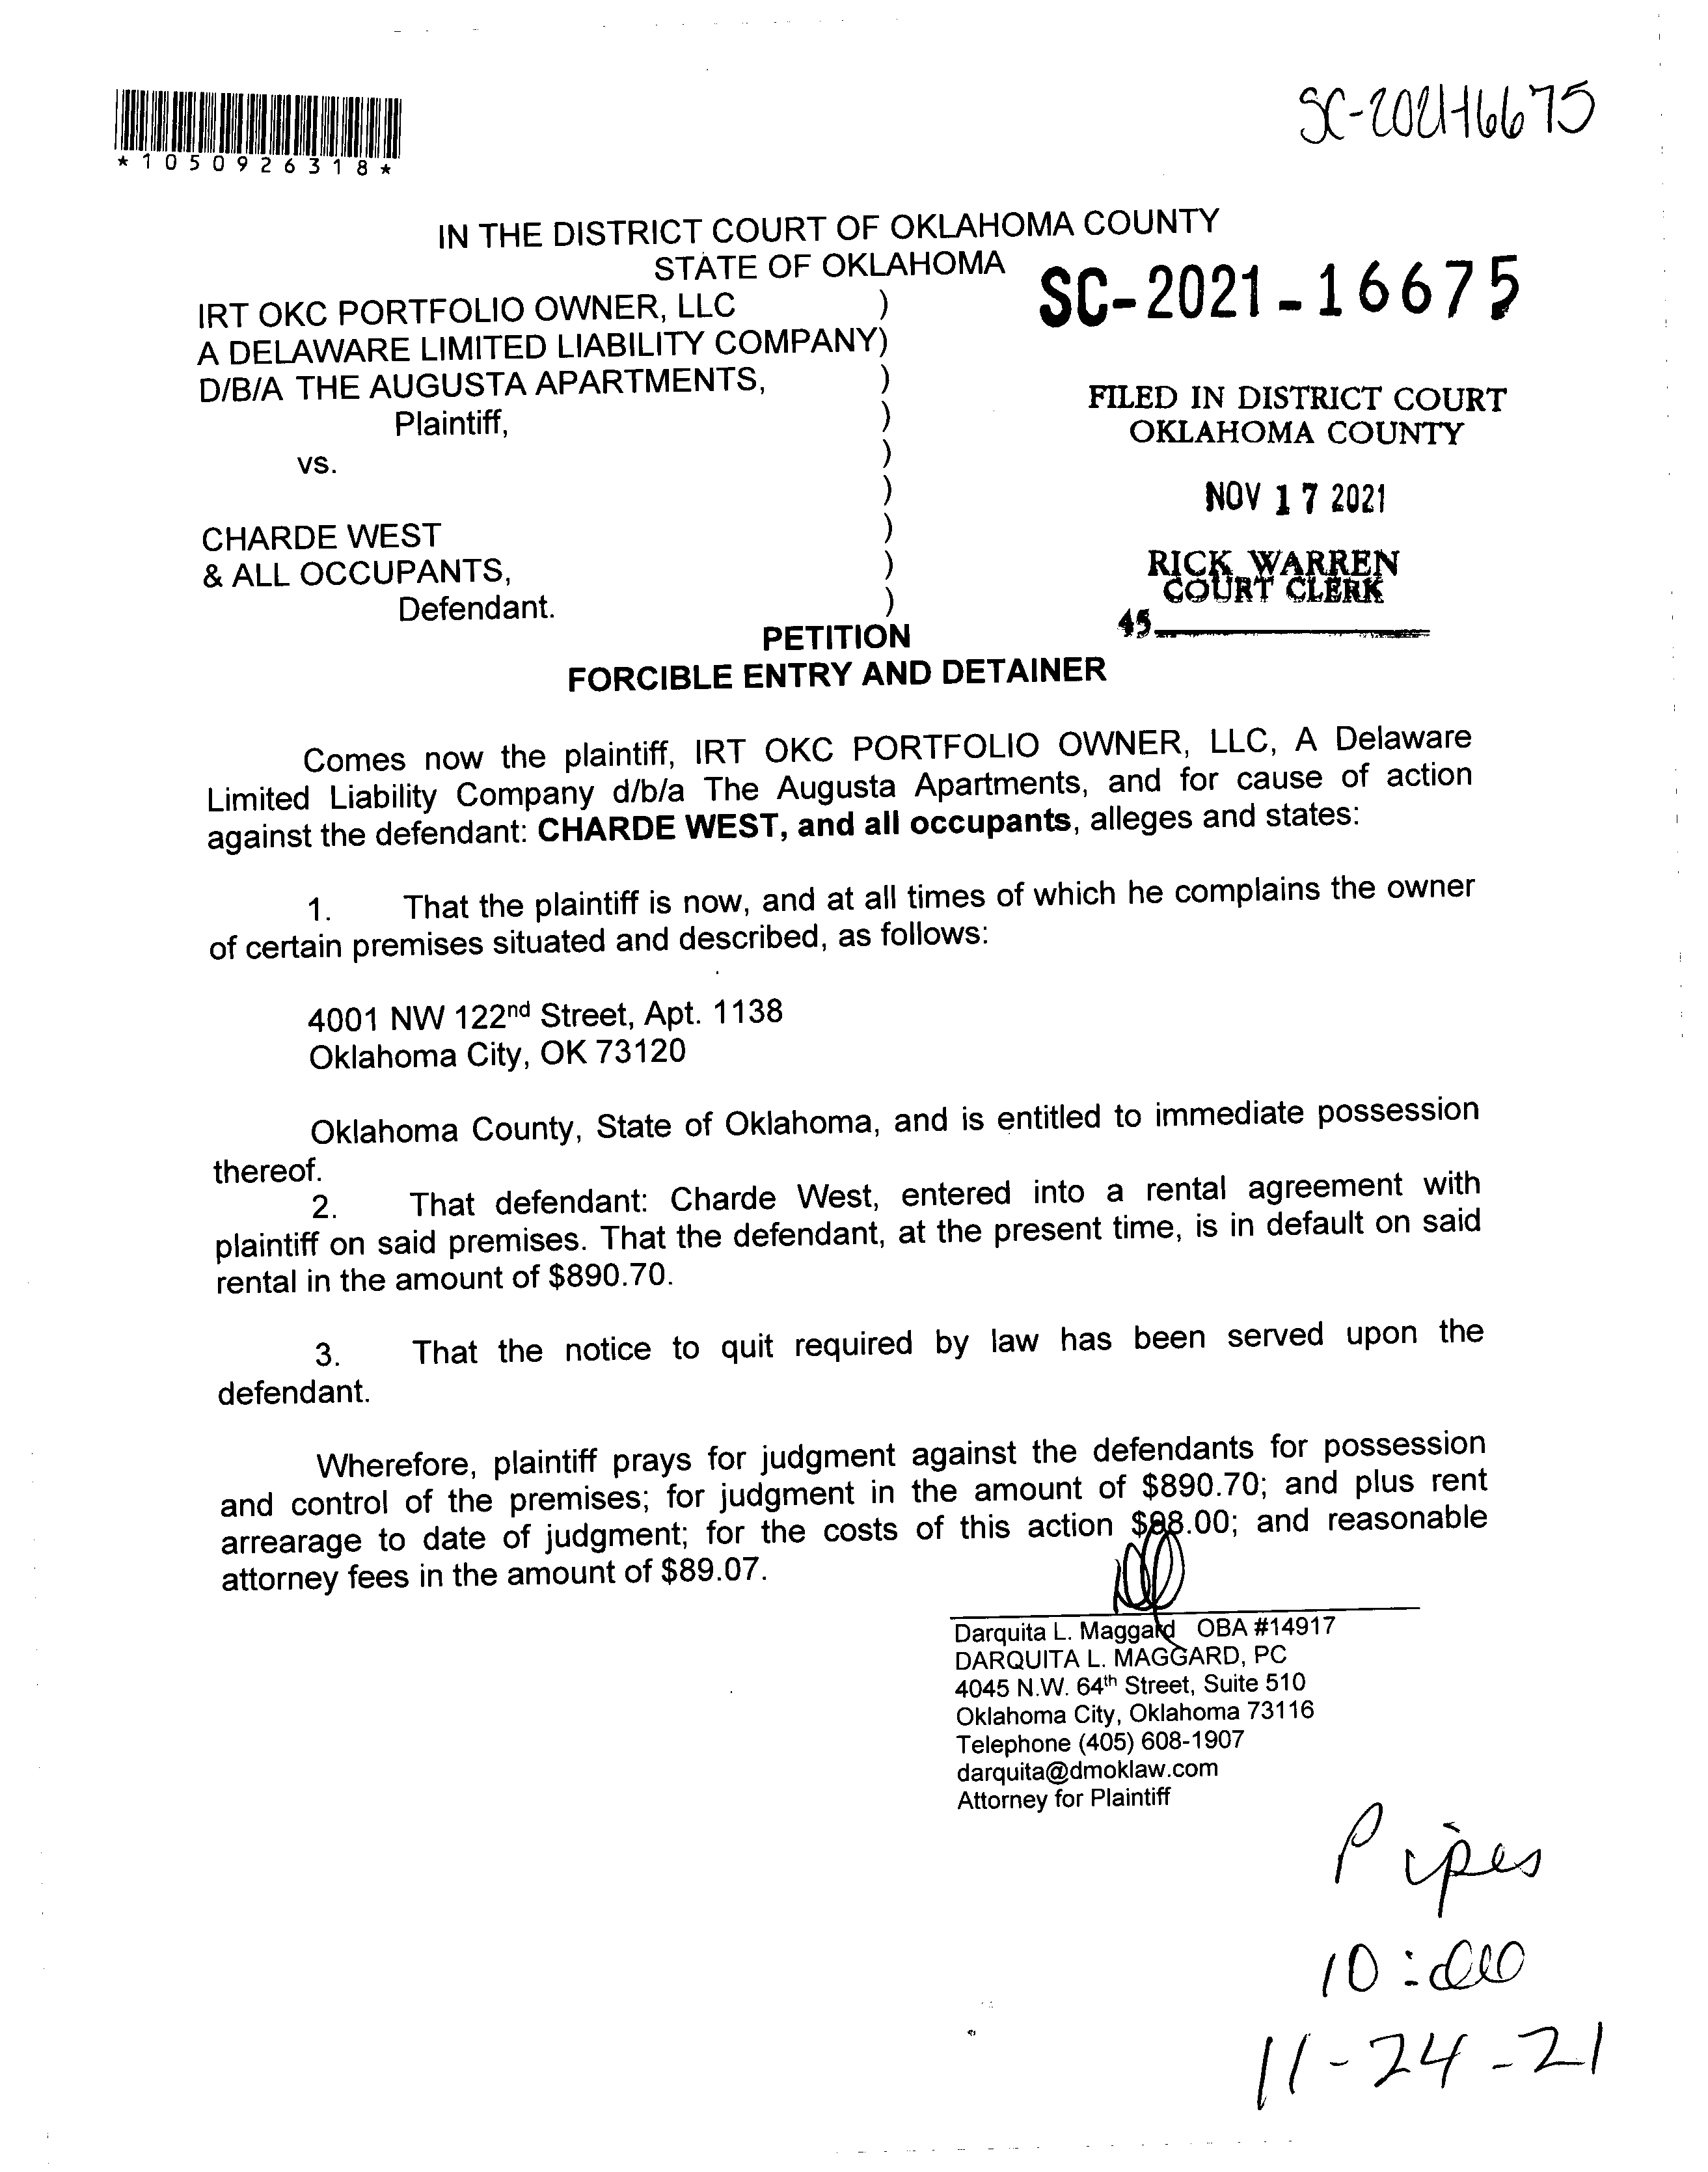 SC-2021-16675
*1050926318*
IN THE DISTRICT COURT OF OKLAHOMA COUNTY
STATE OF OKLAHOMA
SC-2021-16675
IRT OKC PORTFOLIO OWNER, LLC )
A DELAWARE LIMITED LIABILITY COMPANY)
D/B/A THE AUGUSTA APARTMENTS, )
Plaintiff, )
vs. )
)
CHARDE WEST )
& ALL OCCUPANTS, )
Defendant. )
FILED IN DISTRICT COURT
OKLAHOMA COUNTY
NOV 17 2021
RICK WARREN
COURT CLERK
45
PETITION
FORCIBLE ENTRY AND DETAINER
Comes now the plaintiff, IRT OKC PORTFOLIO OWNER, LLC, A Delaware
Limited Liability Company d/b/a The Augusta Apartments, and for cause of action
against the defendant: CHARDE WEST, and all occupants, alleges and states:
1. That the plaintiff is now, and at all times of which he complains the owner
of certain premises situated and described, as follows:
4001 NW 122nd Street, Apt. 1138
Oklahoma City, OK 73120
Oklahoma County, State of Oklahoma, and is entitled to immediate possession
thereof.
2. That defendant: Charde West, entered into a rental agreement with
plaintiff on said premises. That the defendant, at the present time, is in default on said
rental in the amount of $890.70.
3. That the notice to quit required by law has been served upon the
defendant.
Wherefore, plaintiff prays for judgment against the defendants for possession
and control of the premises; for judgment in the amount of $890.70; and plus rent
arrearage to date of judgment; for the costs of this action $98.00; and reasonable
attorney fees in the amount of $89.07.
Darquita L. Maggard OBA #14917
DARQUITA L. MAGGARD, PC
4045 N.W. 64th Street, Suite 510
Oklahoma City, Oklahoma 73116
Telephone (405) 608-1907
darquita@dmoklaw.com
Attorney for Plaintiff
Pipes
10:00
11-24-21